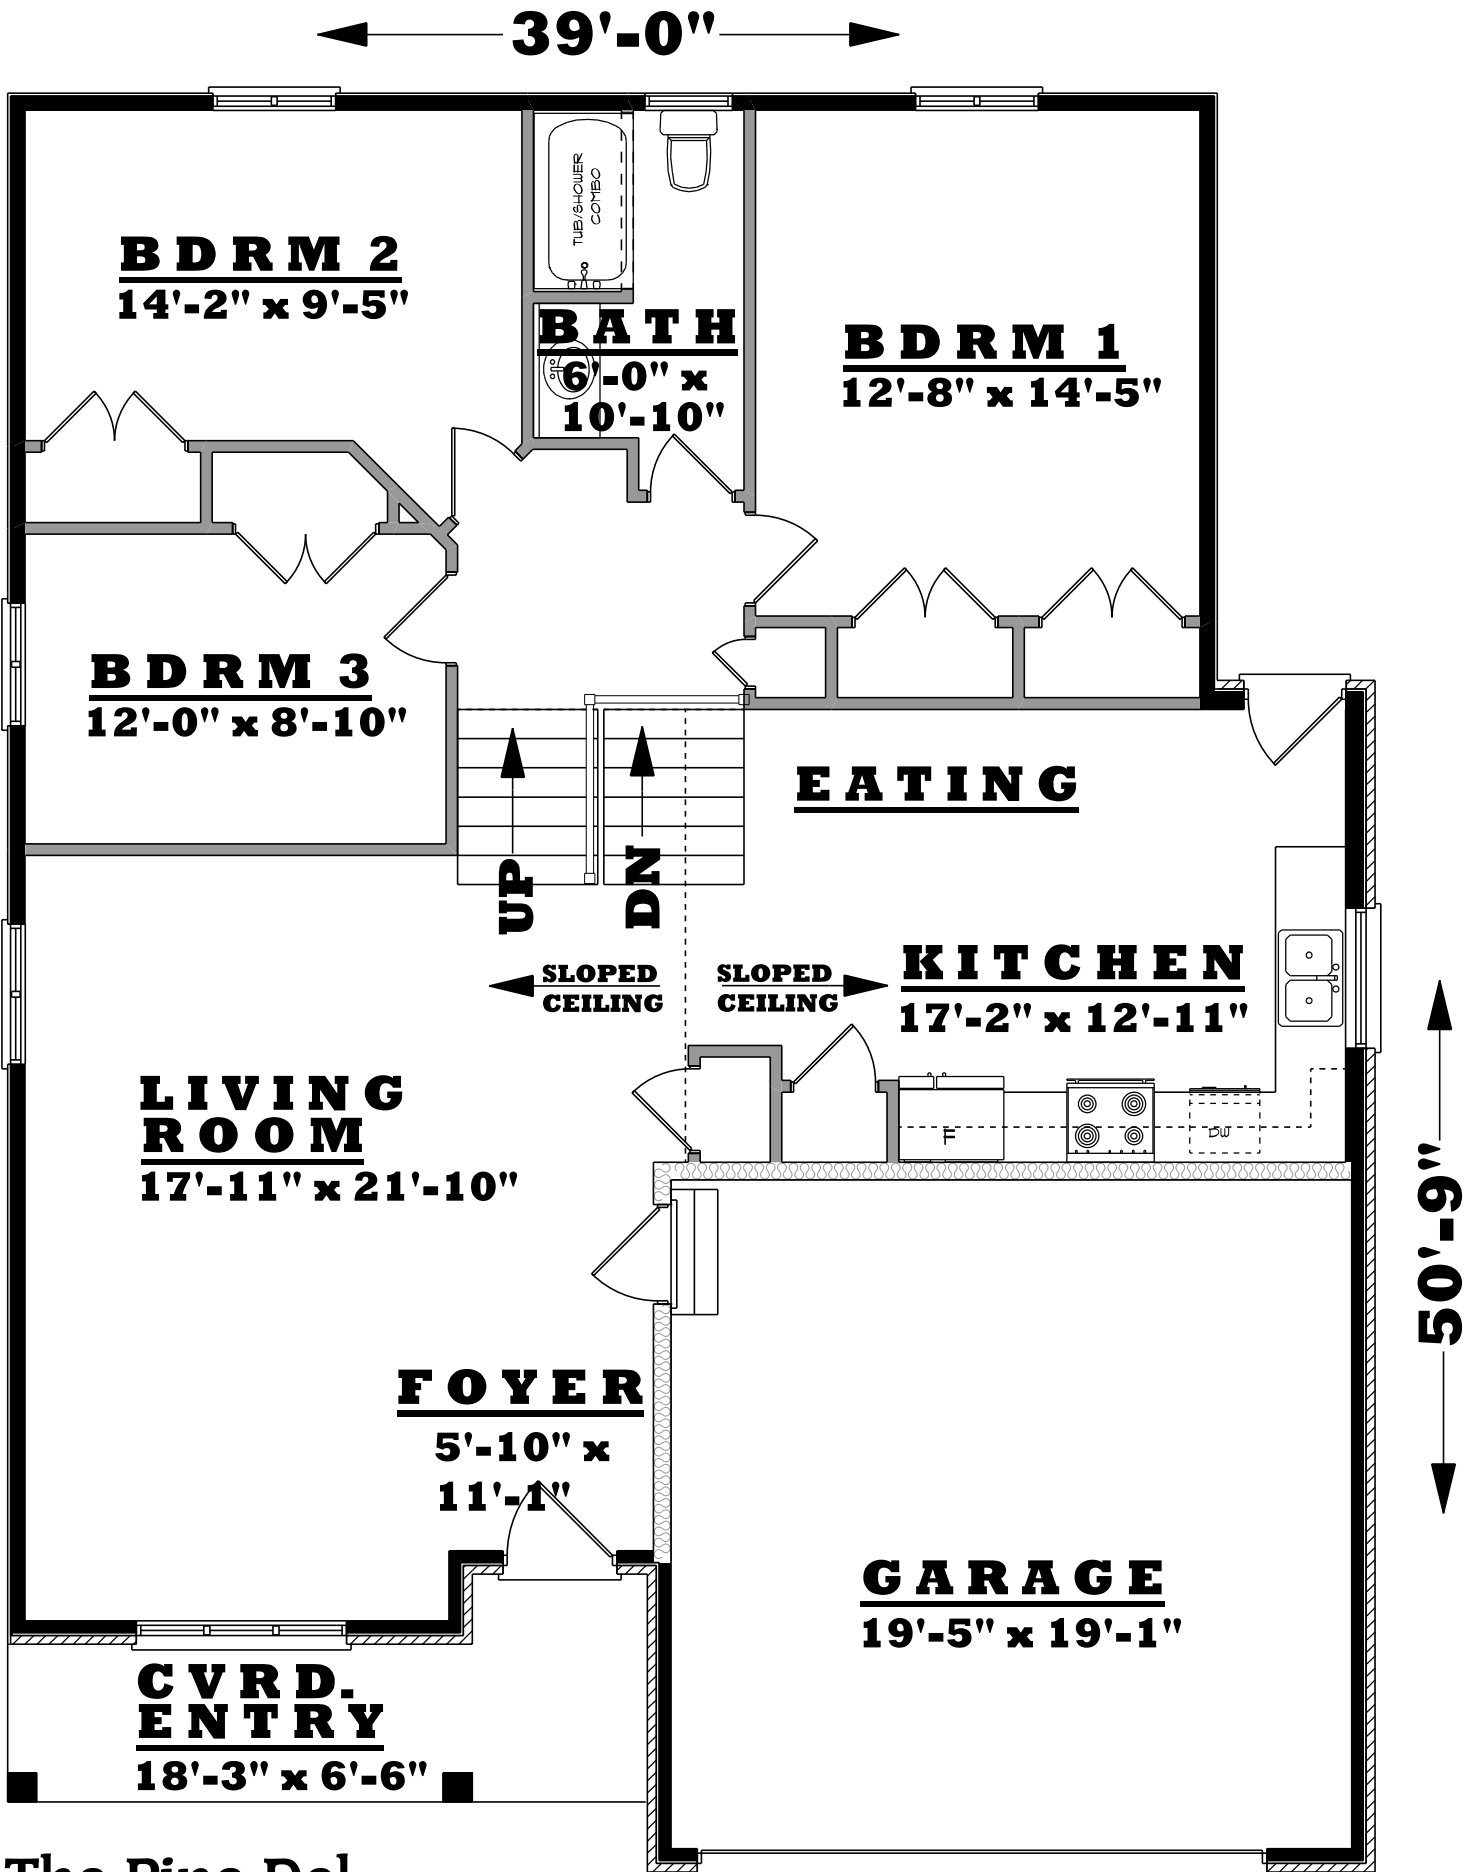 39'-0"
BDRM 2
14'-2" x 9'-5"
TUB/SHOWER
COMBO
BATH
6'-0" x
10'-10"
BDRM 1
12'-8" x 14'-5"
BDRM 3
12'-0" x 8'-10"
EATING
UP
DN
SLOPED
CEILING
SLOPED
CEILING
KITCHEN
17'-2" x 12'-11"
LIVING
ROOM
17'-11" x 21'-10"
F
DW
50'-9"
FOYER
5'-10" x
11'-1"
GARAGE
19'-5" x 19'-1"
CVRD.
ENTRY
18'-3" x 6'-6"